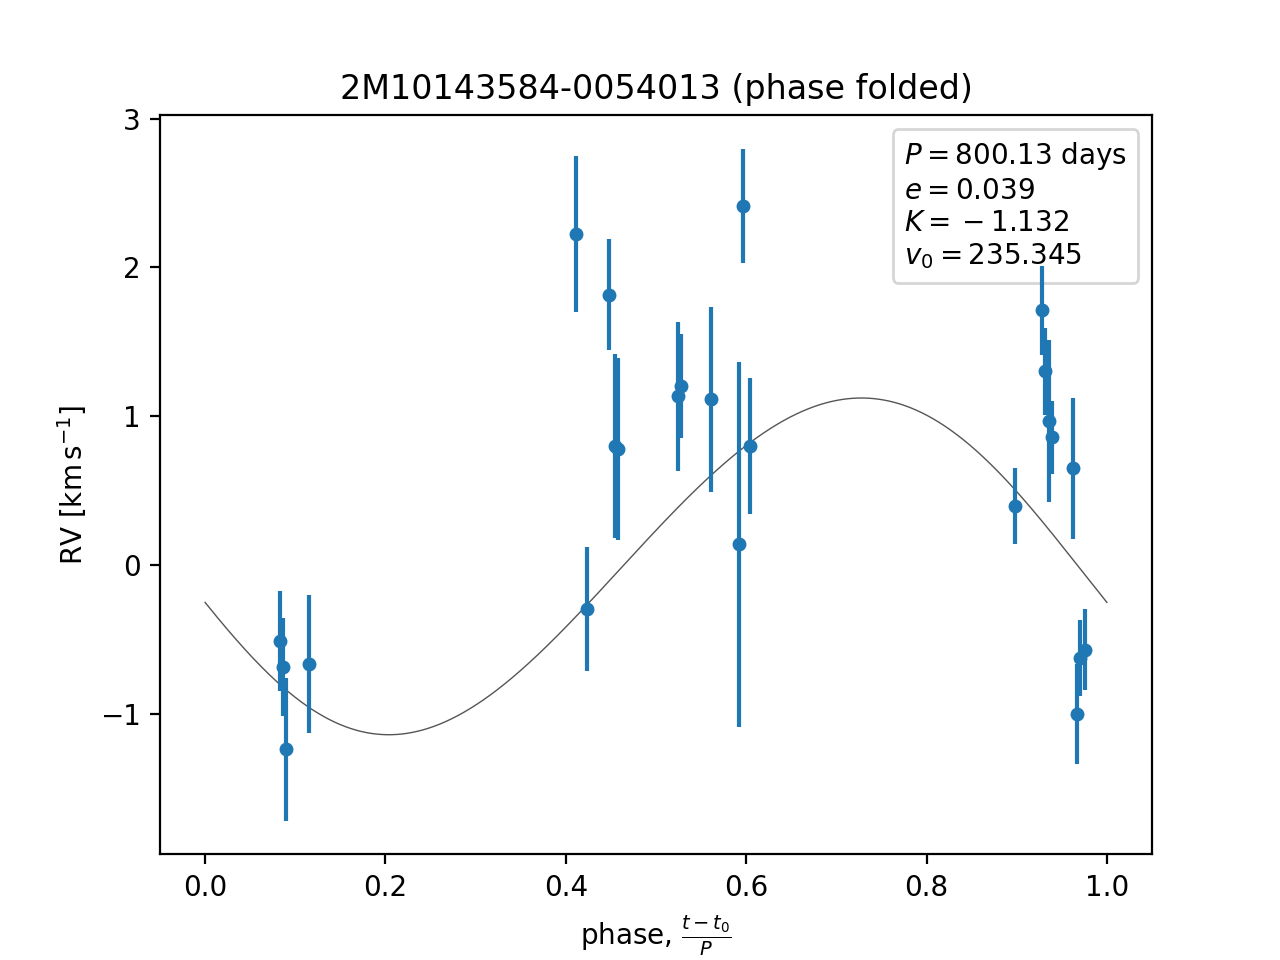 2M10143584-0054013 (phase folded)
P = 800.13 days
e = 0.039
K = −1.132
v₀ = 235.345
3
2
1
0
−1
RV [km s⁻¹]
0.0 0.2 0.4 0.6 0.8 1.0
phase, (t − t₀)/P